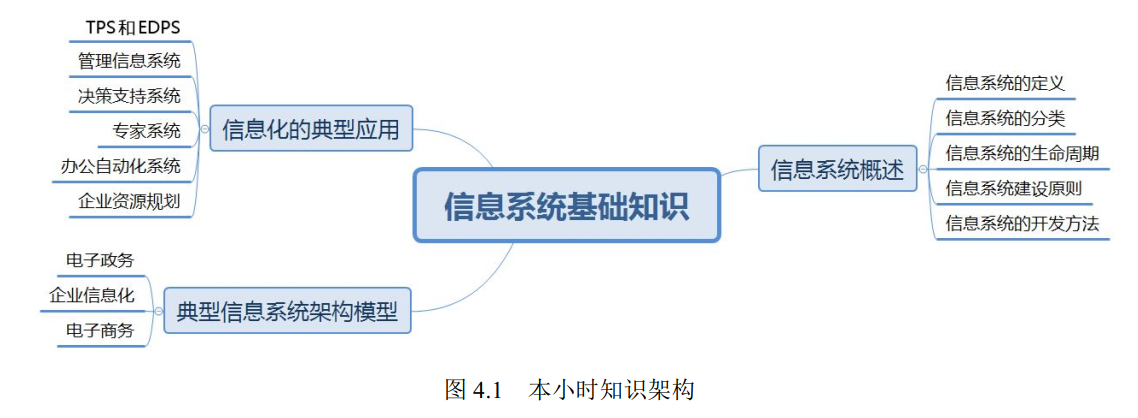 TPS和EDPS
管理信息系统
决策支持系统
专家系统
办公自动化系统
企业资源规划
信息化的典型应用
电子政务
企业信息化
电子商务
典型信息系统架构模型
信息系统基础知识
信息系统概述
信息系统的定义
信息系统的分类
信息系统的生命周期
信息系统建设原则
信息系统的开发方法
图 4.1 本小时知识架构